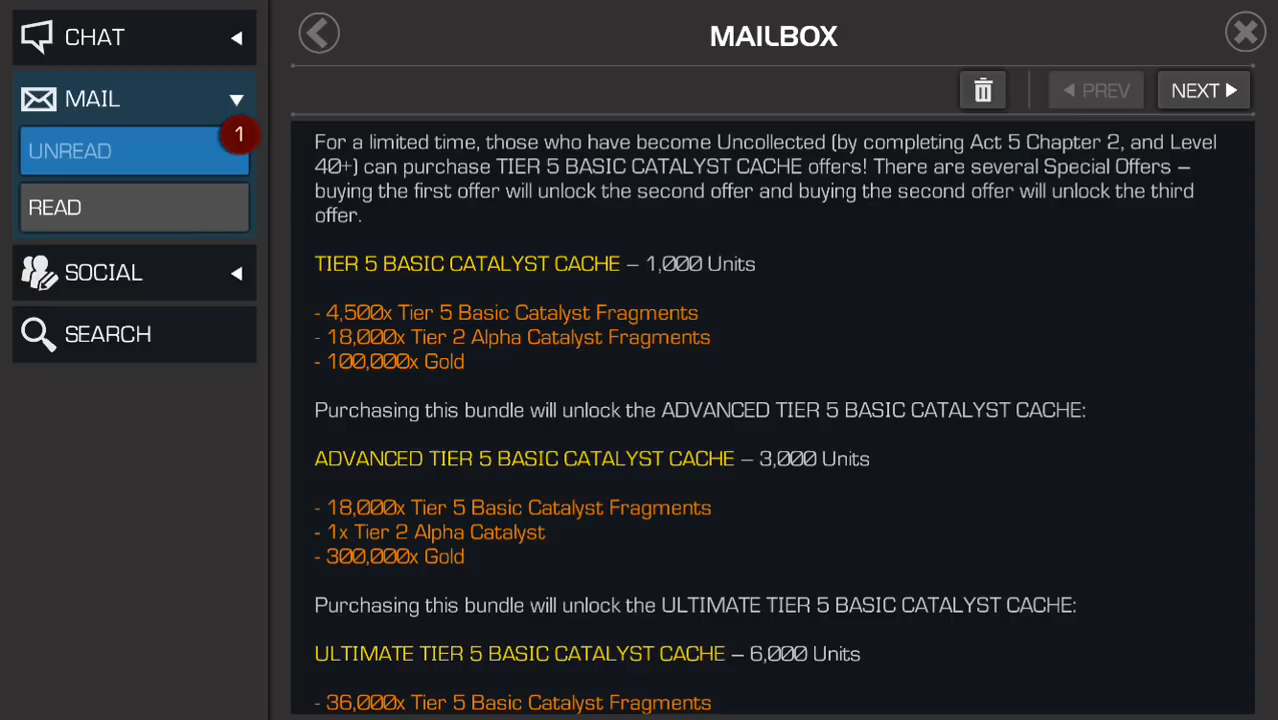 CHAT
MAILBOX
MAIL
PREV
NEXT
1
UNREAD
READ
SOCIAL
SEARCH
For a limited time, those who have become Uncollected (by completing Act 5 Chapter 2, and Level
40+) can purchase TIER 5 BASIC CATALYST CACHE offers! There are several Special Offers –
buying the first offer will unlock the second offer and buying the second offer will unlock the third
offer.
TIER 5 BASIC CATALYST CACHE – 1,000 Units
- 4,500x Tier 5 Basic Catalyst Fragments
- 18,000x Tier 2 Alpha Catalyst Fragments
- 100,000x Gold
Purchasing this bundle will unlock the ADVANCED TIER 5 BASIC CATALYST CACHE:
ADVANCED TIER 5 BASIC CATALYST CACHE – 3,000 Units
- 18,000x Tier 5 Basic Catalyst Fragments
- 1x Tier 2 Alpha Catalyst
- 300,000x Gold
Purchasing this bundle will unlock the ULTIMATE TIER 5 BASIC CATALYST CACHE:
ULTIMATE TIER 5 BASIC CATALYST CACHE – 6,000 Units
- 36,000x Tier 5 Basic Catalyst Fragments